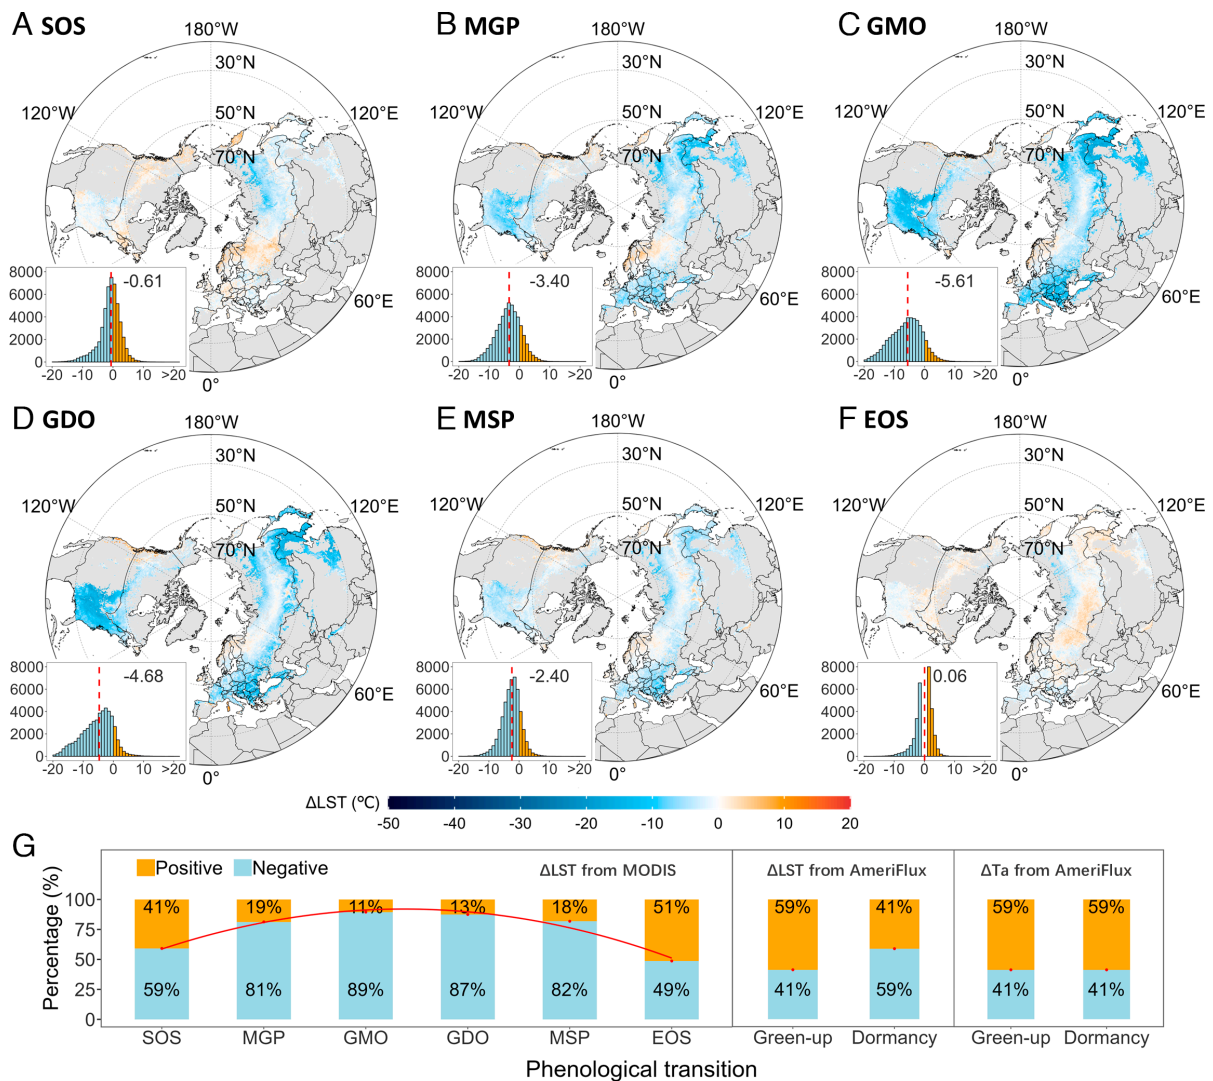 A SOS
180°W
30°N
120°W
50°N
120°E
70°N
60°E
0°
8000
6000
4000
2000
0
-0.61
-20 -10 0 10 >20
B MGP
180°W
30°N
120°W
50°N
120°E
70°N
60°E
0°
8000
6000
4000
2000
0
-3.40
-20 -10 0 10 >20
C GMO
180°W
30°N
120°W
50°N
120°E
70°N
60°E
0°
8000
6000
4000
2000
0
-5.61
-20 -10 0 10 >20
D GDO
180°W
30°N
120°W
50°N
120°E
70°N
60°E
0°
8000
6000
4000
2000
0
-4.68
-20 -10 0 10 >20
E MSP
180°W
30°N
120°W
50°N
120°E
70°N
60°E
0°
8000
6000
4000
2000
0
-2.40
-20 -10 0 10 >20
F EOS
180°W
30°N
120°W
50°N
120°E
70°N
60°E
0°
8000
6000
4000
2000
0
0.06
-20 -10 0 10 >20
ΔLST (°C)
-50 -40 -30 -20 -10 0 10 20
G
Positive Negative
ΔLST from MODIS
ΔLST from AmeriFlux
ΔTa from AmeriFlux
Percentage (%)
100
75
50
25
0
41% 19% 11% 13% 18% 51% 59% 41% 59% 59%
59% 81% 89% 87% 82% 49% 41% 59% 41% 41%
SOS MGP GMO GDO MSP EOS Green-up Dormancy Green-up Dormancy
Phenological transition